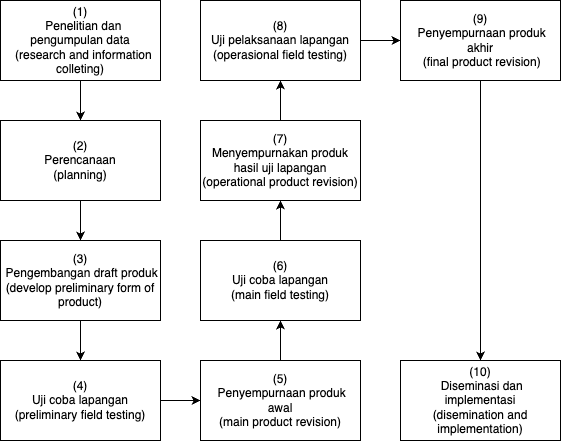 (1)
Penelitian dan
pengumpulan data
(research and information
colleting)
(2)
Perencanaan
(planning)
(3)
Pengembangan draft produk
(develop preliminary form of
product)
(4)
Uji coba lapangan
(preliminary field testing)
(5)
Penyempurnaan produk
awal
(main product revision)
(6)
Uji coba lapangan
(main field testing)
(7)
Menyempurnakan produk
hasil uji lapangan
(operational product revision)
(8)
Uji pelaksanaan lapangan
(operasional field testing)
(9)
Penyempurnaan produk
akhir
(final product revision)
(10)
Diseminasi dan
implementasi
(disemination and
implementation)